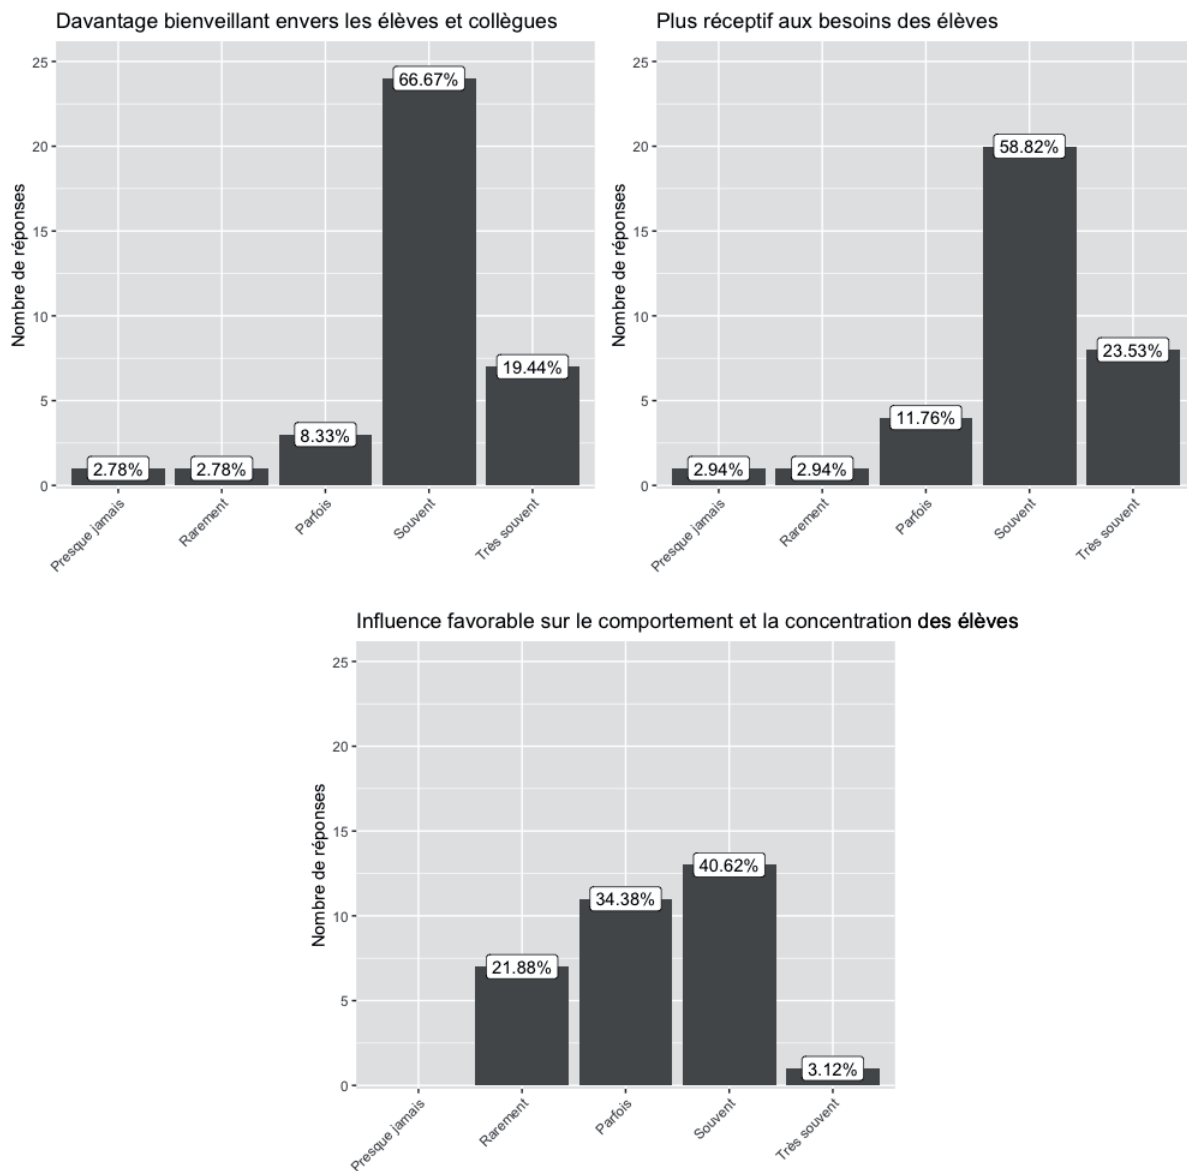 Davantage bienveillant envers les élèves et collègues
Nombre de réponses
25
20
15
10
5
0
2.78%
2.78%
8.33%
66.67%
19.44%
Presque jamais
Rarement
Parfois
Souvent
Très souvent
Plus réceptif aux besoins des élèves
Nombre de réponses
25
20
15
10
5
0
2.94%
2.94%
11.76%
58.82%
23.53%
Presque jamais
Rarement
Parfois
Souvent
Très souvent
Influence favorable sur le comportement et la concentration des élèves
Nombre de réponses
25
20
15
10
5
0
21.88%
34.38%
40.62%
3.12%
Presque jamais
Rarement
Parfois
Souvent
Très souvent